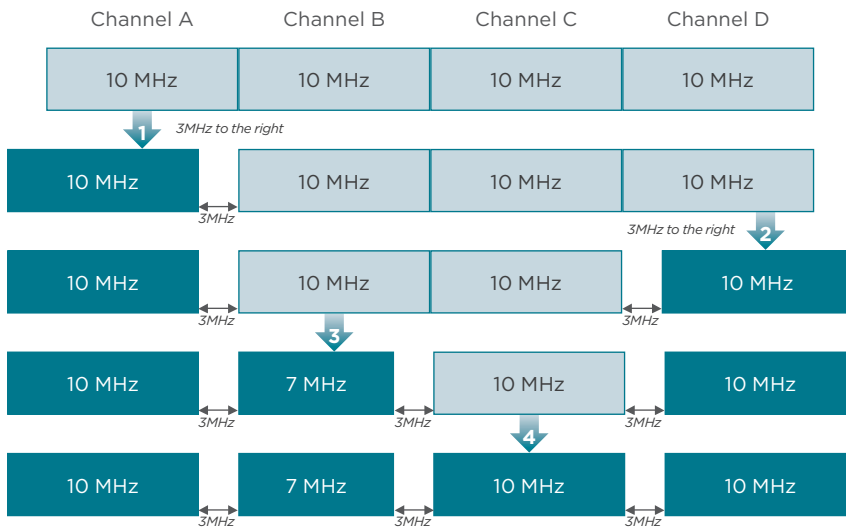 Channel A Channel B Channel C Channel D
10 MHz 10 MHz 10 MHz 10 MHz
1 3MHz to the right
10 MHz 10 MHz 10 MHz 10 MHz
3MHz
3MHz to the right 2
10 MHz 10 MHz 10 MHz 10 MHz
3MHz 3MHz
3
10 MHz 7 MHz 10 MHz 10 MHz
3MHz 3MHz 3MHz
4
10 MHz 7 MHz 10 MHz 10 MHz
3MHz 3MHz 3MHz